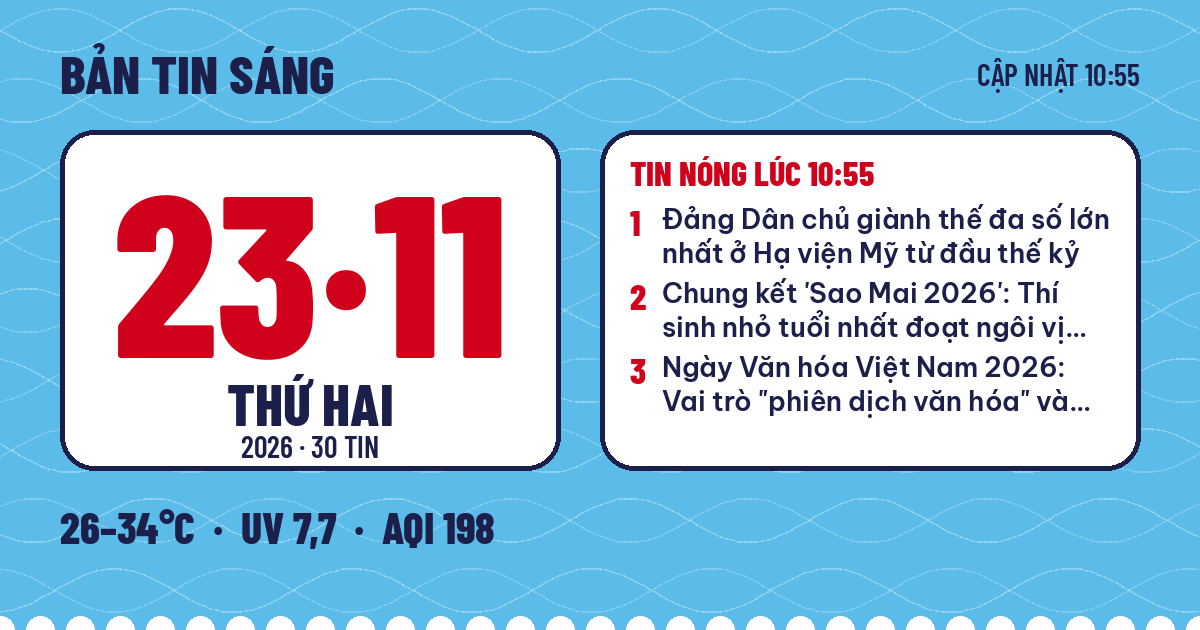 BẢN TIN SÁNG
CẬP NHẬT 10:55
23·11
THỨ HAI
2026 · 30 TIN
TIN NÓNG LÚC 10:55
1 Đảng Dân chủ giành thế đa số lớn
nhất ở Hạ viện Mỹ từ đầu thế kỷ
2 Chung kết 'Sao Mai 2026': Thí
sinh nhỏ tuổi nhất đoạt ngôi vị...
3 Ngày Văn hóa Việt Nam 2026:
Vai trò "phiên dịch văn hóa" và...
26–34°C · UV 7,7 · AQI 198